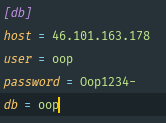 [db]
host = 46.101.163.178
user = oop
password = Oop1234-
db = oop